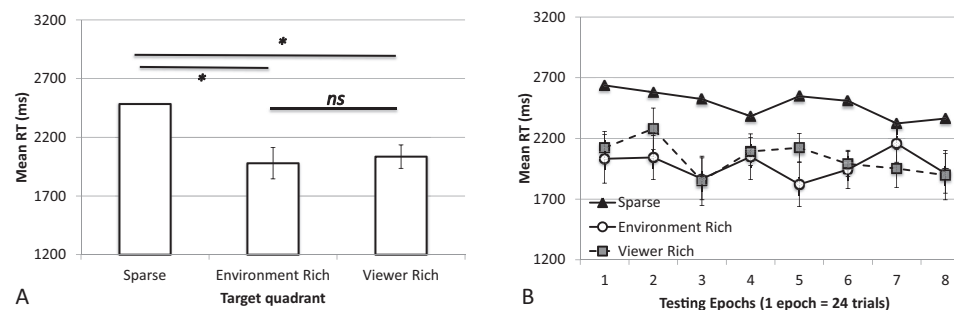 3200
2700
2200
1700
1200
Mean RT (ms)
*
*
ns
Sparse
Environment Rich
Viewer Rich
Target quadrant
A
3200
2700
2200
1700
1200
Mean RT (ms)
Sparse
Environment Rich
Viewer Rich
1 2 3 4 5 6 7 8
Testing Epochs (1 epoch = 24 trials)
B